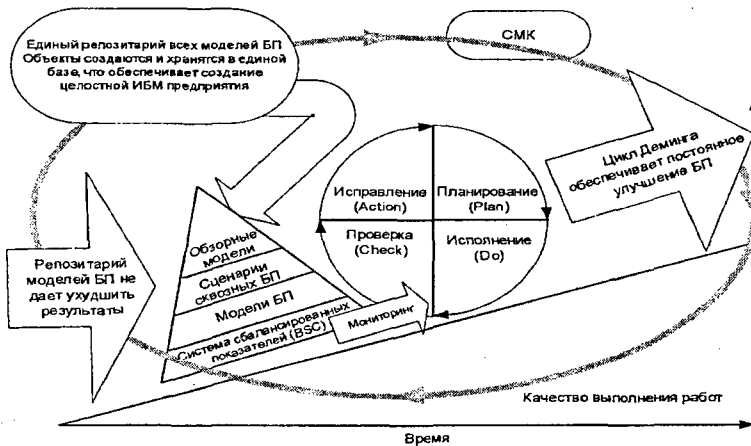 Единый репозитарий всех моделей БП
Объекты создаются и хранятся в единой
базе, что обеспечивает создание
целостной ИБМ предприятия
СМК
Цикл Деминга
обеспечивает постоянное
улучшение БП
Исправление
(Action)
Планирование
(Plan)
Проверка
(Check)
Исполнение
(Do)
Обзорные
модели
Сценарии
сквозных БП
Модели БП
Система сбалансированных
показателей (BSC)
Репозитарий
моделей БП не
дает ухудшить
результаты
Мониторинг
Качество выполнения работ
Время